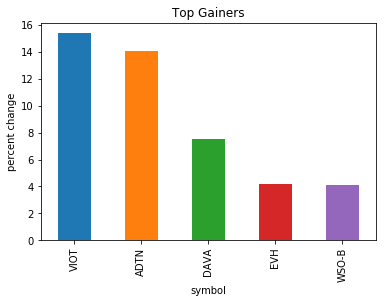 Top Gainers
percent change
16
14
12
10
8
6
4
2
0
VIOT
ADTN
DAVA
EVH
WSO-B
symbol